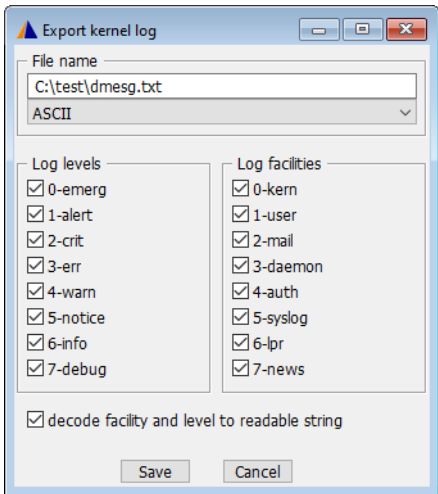 Export kernel log
File name
C:\test\dmesg.txt
ASCII
Log levels
0-emerg
1-alert
2-crit
3-err
4-warn
5-notice
6-info
7-debug
Log facilities
0-kern
1-user
2-mail
3-daemon
4-auth
5-syslog
6-lpr
7-news
decode facility and level to readable string
Save Cancel